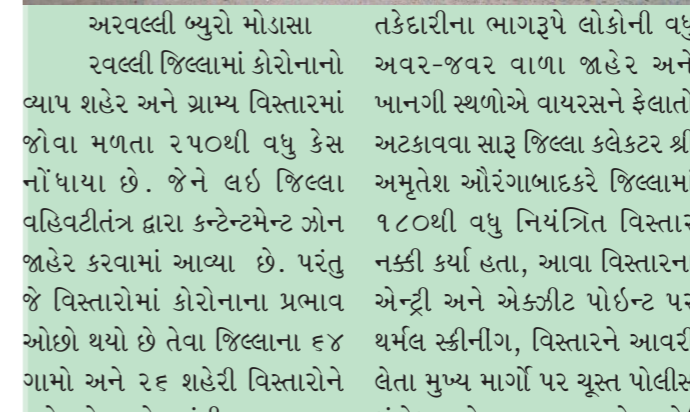 અરવલ્લી બ્યુરો મોડાસા
રવલ્લી જિલ્લામાં કોરોનાનો
વ્યાપ શહેર અને ગ્રામ્ય વિસ્તારમાં
જોવા મળતા ૨૫૦થી વધુ કેસ
નોંધાયા છે. જેને લઇ જિલ્લા
વહિવટીતંત્ર દ્વારા કન્ટેન્ટમેન્ટ ઝોન
જાહેર કરવામાં આવ્યા છે. પરંતુ
જે વિસ્તારોમાં કોરોનાના પ્રભાવ
ઓછો થયો છે તેવા જિલ્લાના ૬૪
ગામો અને ૨૬ શહેરી વિસ્તારોને
તકેદારીના ભાગરૂપે લોકોની વધુ
અવર-જવર વાળા જાહેર અને
ખાનગી સ્થળોએ વાયરસને ફેલાતો
અટકાવવા સારૂ જિલ્લા કલેકટર શ્રી
અમૃતેશ ઔરંગાબાદકરે જિલ્લામાં
૧૮૦થી વધુ નિયંત્રિત વિસ્તાર
નક્કી કર્યા હતા, આવા વિસ્તારના
એન્ટ્રી અને એક્ઝીટ પોઇન્ટ પર
થર્મલ સ્ક્રીનીંગ, વિસ્તારને આવરી
લેતા મુખ્ય માર્ગો પર ચૂસ્ત પોલીસ